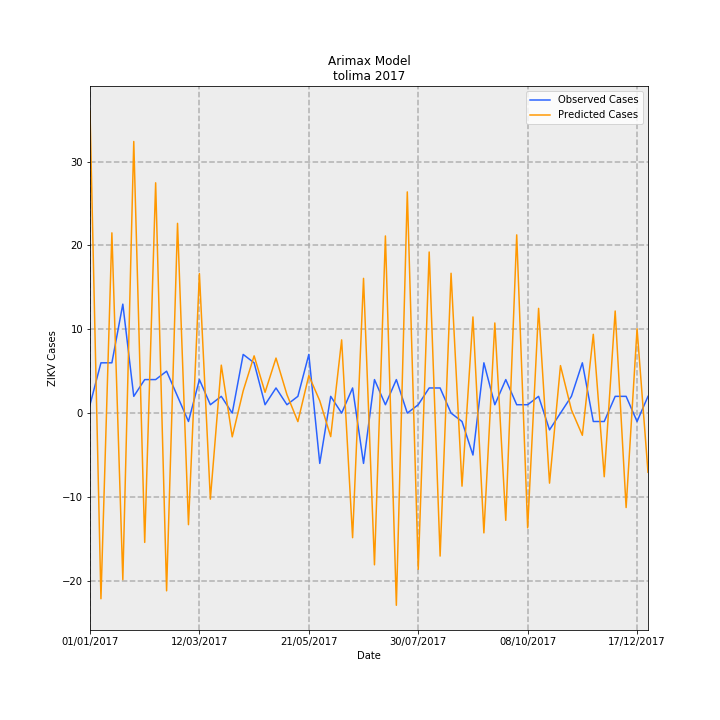 Arimax Model
tolima 2017
Observed Cases
Predicted Cases
ZIKV Cases
30
20
10
0
−10
−20
01/01/2017 12/03/2017 21/05/2017 30/07/2017 08/10/2017 17/12/2017
Date